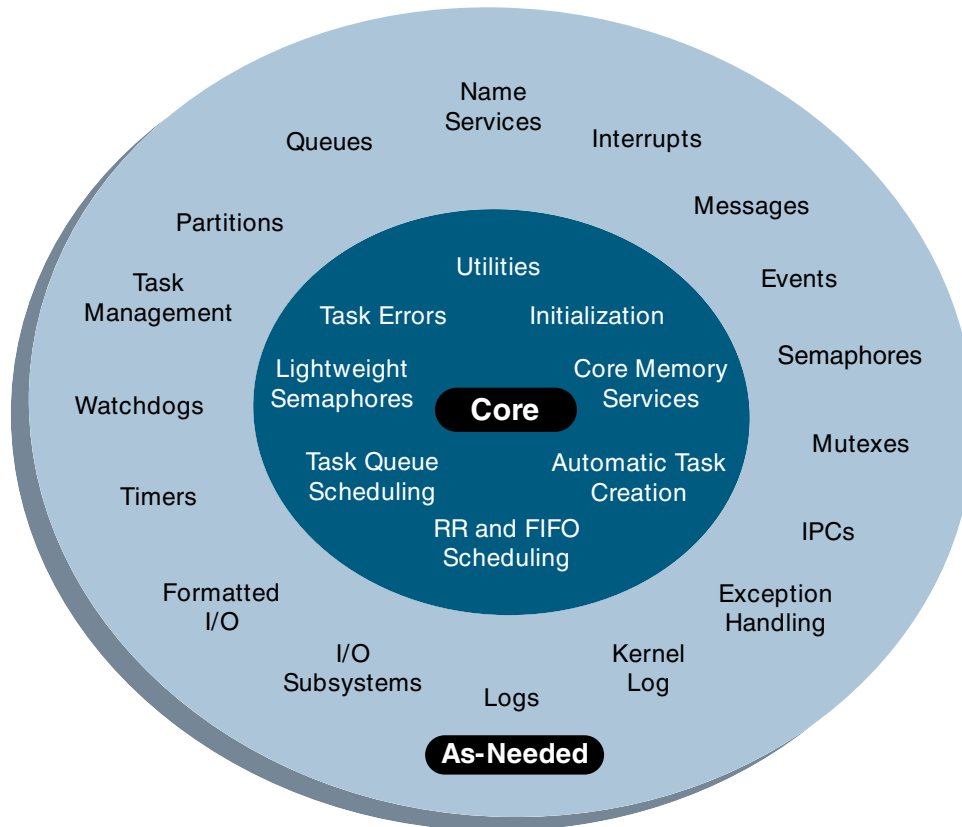 Name
Services
Queues
Interrupts
Partitions
Messages
Utilities
Task
Management
Events
Task Errors
Initialization
Lightweight
Semaphores
Core Memory
Services
Semaphores
Core
Watchdogs
Mutexes
Task Queue
Scheduling
Automatic Task
Creation
Timers
RR and FIFO
Scheduling
IPCs
Formatted
I/O
Exception
Handling
I/O
Subsystems
Kernel
Log
Logs
As-Needed